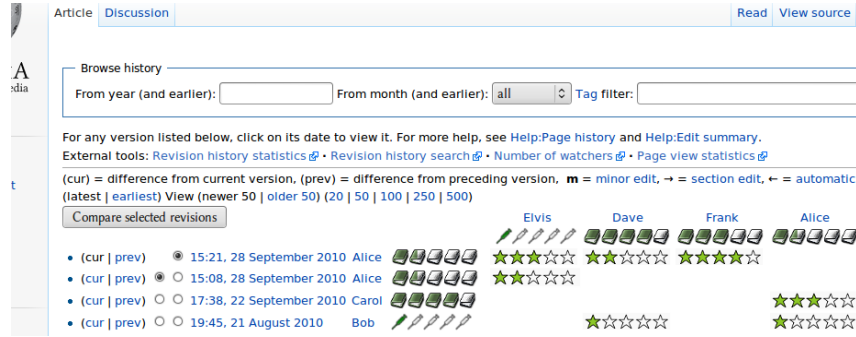 Article Discussion Read View source
Browse history
From year (and earlier): From month (and earlier): all Tag filter:
For any version listed below, click on its date to view it. For more help, see Help:Page history and Help:Edit summary.
External tools: Revision history statistics · Revision history search · Number of watchers · Page view statistics
(cur) = difference from current version, (prev) = difference from preceding version, m = minor edit, → = section edit, ← = automatic
(latest | earliest) View (newer 50 | older 50) (20 | 50 | 100 | 250 | 500)
Compare selected revisions
Elvis Dave Frank Alice
• (cur | prev) 15:21, 28 September 2010 Alice
• (cur | prev) 15:08, 28 September 2010 Alice
• (cur | prev) 17:38, 22 September 2010 Carol
• (cur | prev) 19:45, 21 August 2010 Bob